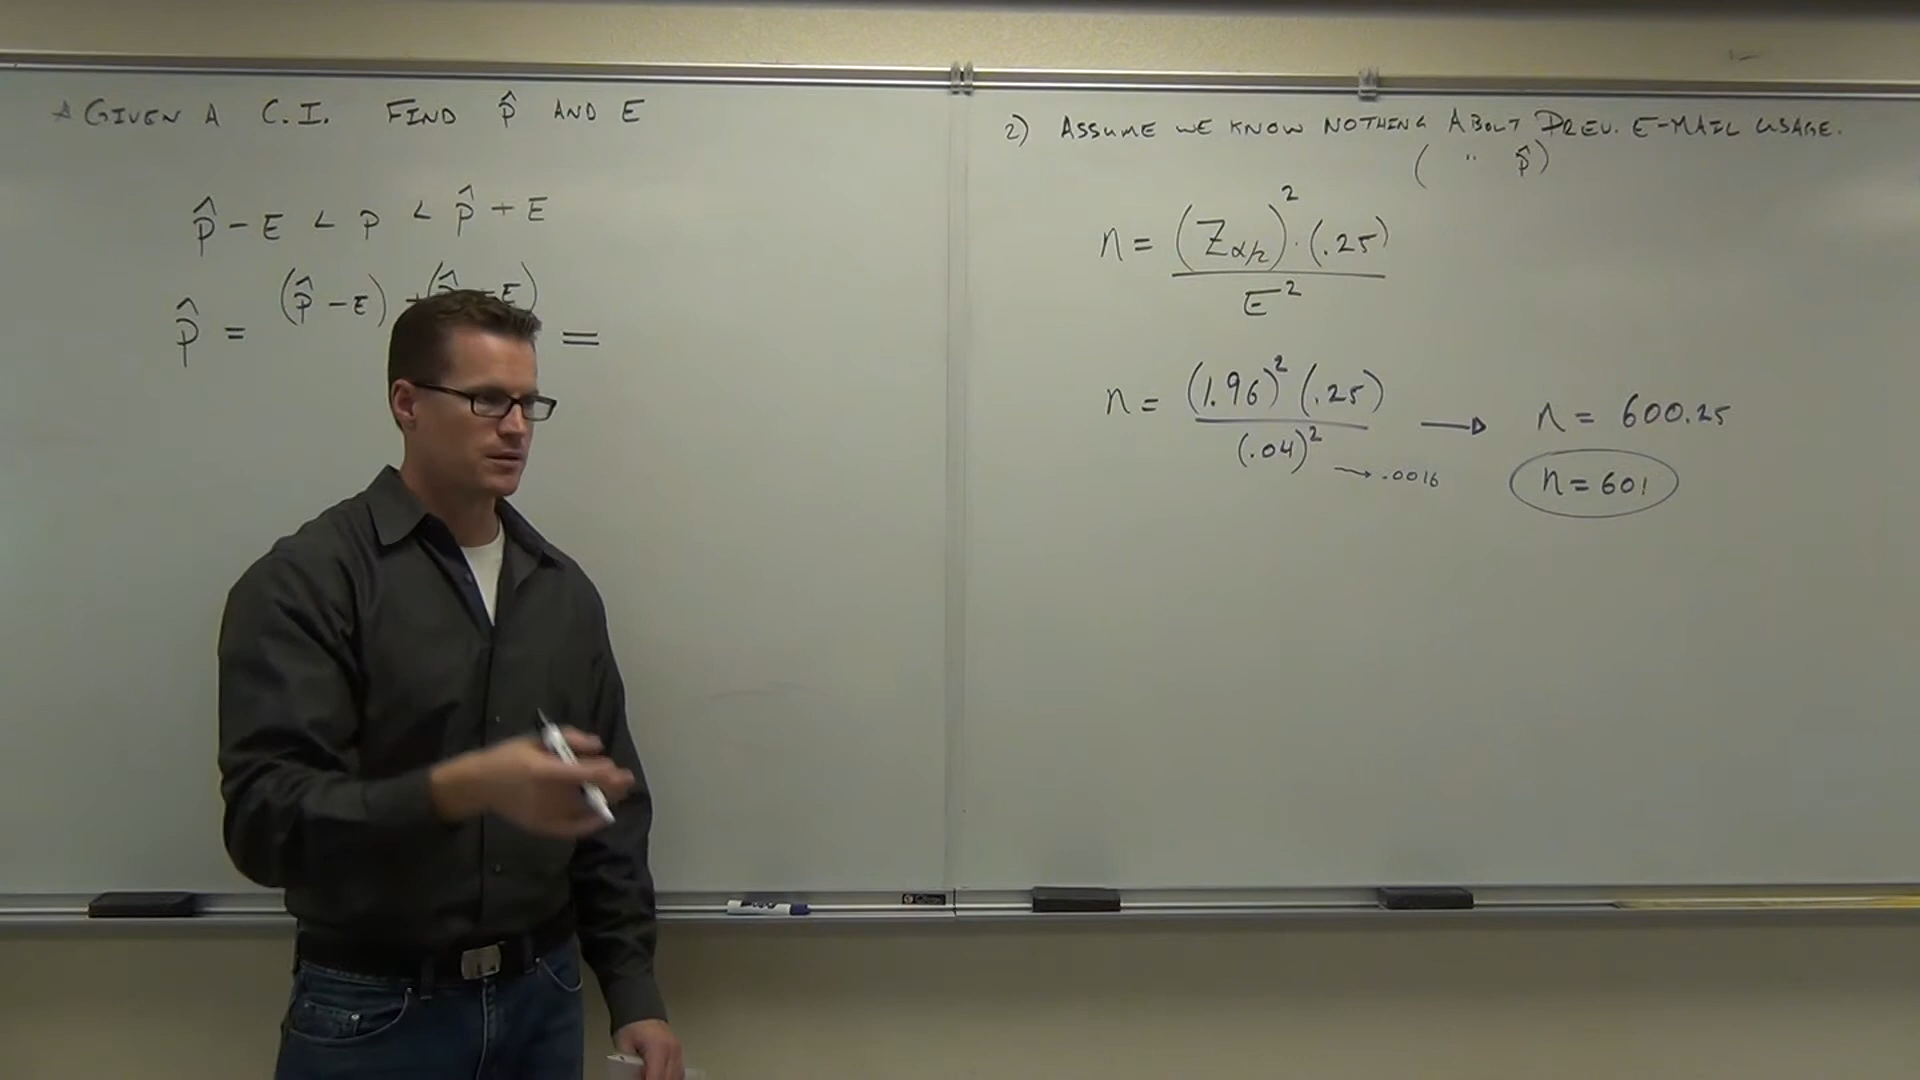 GIVEN A C.I. FIND p̂ AND E
p̂ - E < p < p̂ + E
p̂ = (p̂ - E) + (p̂ + E) =
2) ASSUME WE KNOW NOTHING ABOUT PREV. E-MAIL USAGE.
( " p̂ )
n = (Zα/2)² · (.25)
E²
n = (1.96)² (.25) → n = 600.25
(.04)² → .0016
n = 601